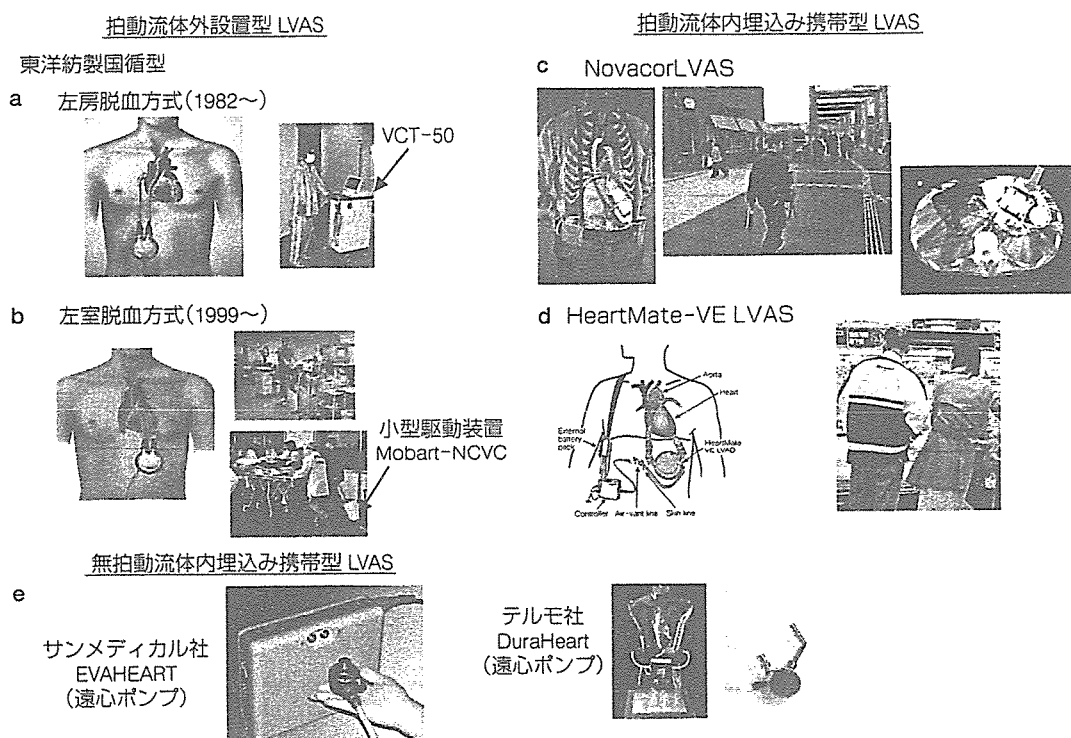 拍動流体外設置型 LVAS
東洋紡製国循型
a 左房脱血方式(1982〜)
VCT-50
b 左室脱血方式(1999〜)
小型駆動装置
Mobart-NCVC
拍動流体内埋込み携帯型 LVAS
c NovacorLVAS
d HeartMate-VE LVAS
Aorta
Heart
External
battery
pack
HeartMate
VE LVAD
Controller Air-vent line Skin line
無拍動流体内埋込み携帯型 LVAS
e
サンメディカル社
EVAHEART
(遠心ポンプ)
テルモ社
DuraHeart
(遠心ポンプ)